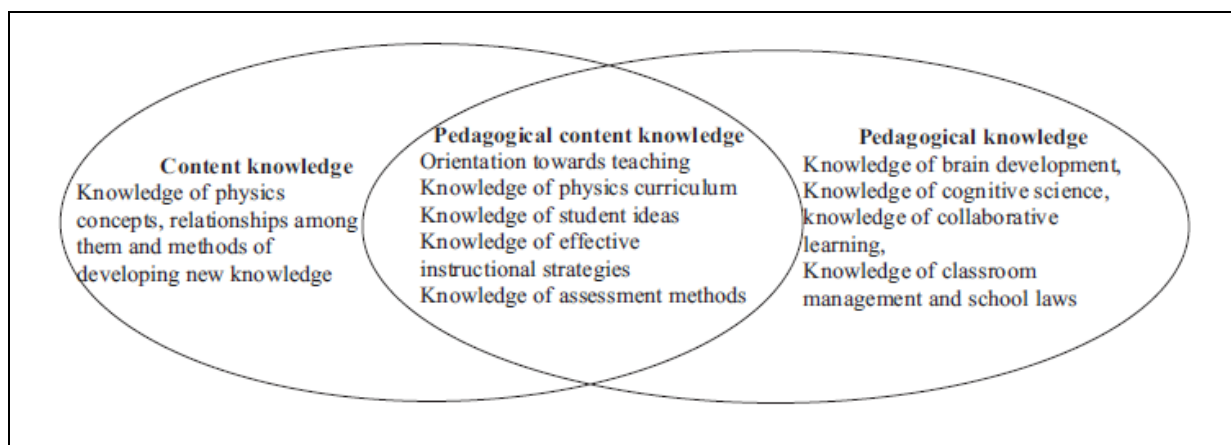 Content knowledge
Knowledge of physics
concepts, relationships among
them and methods of
developing new knowledge
Pedagogical content knowledge
Orientation towards teaching
Knowledge of physics curriculum
Knowledge of student ideas
Knowledge of effective
instructional strategies
Knowledge of assessment methods
Pedagogical knowledge
Knowledge of brain development,
Knowledge of cognitive science,
knowledge of collaborative
learning,
Knowledge of classroom
management and school laws